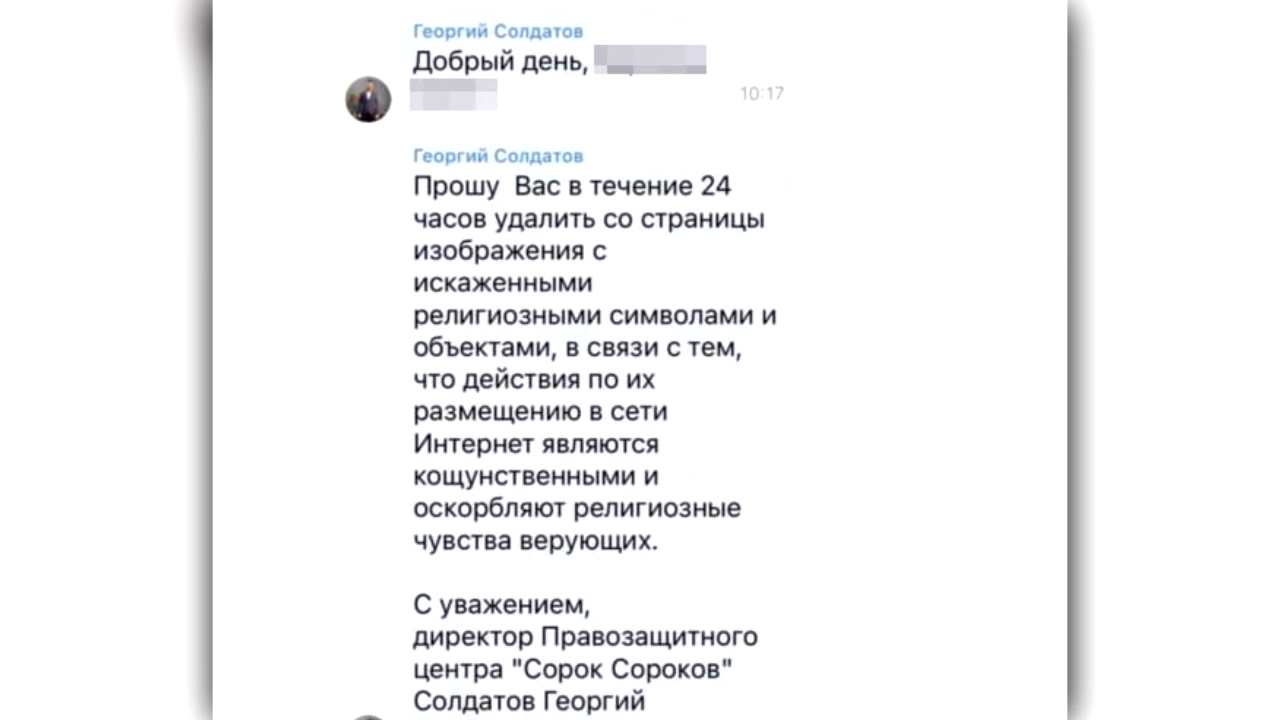 Георгий Солдатов
Добрый день,
10:17
Георгий Солдатов
Прошу  Вас в течение 24
часов удалить со страницы
изображения с
искаженными
религиозными символами и
объектами, в связи с тем,
что действия по их
размещению в сети
Интернет являются
кощунственными и
оскорбляют религиозные
чувства верующих.
С уважением,
директор Правозащитного
центра "Сорок Сороков"
Солдатов Георгий